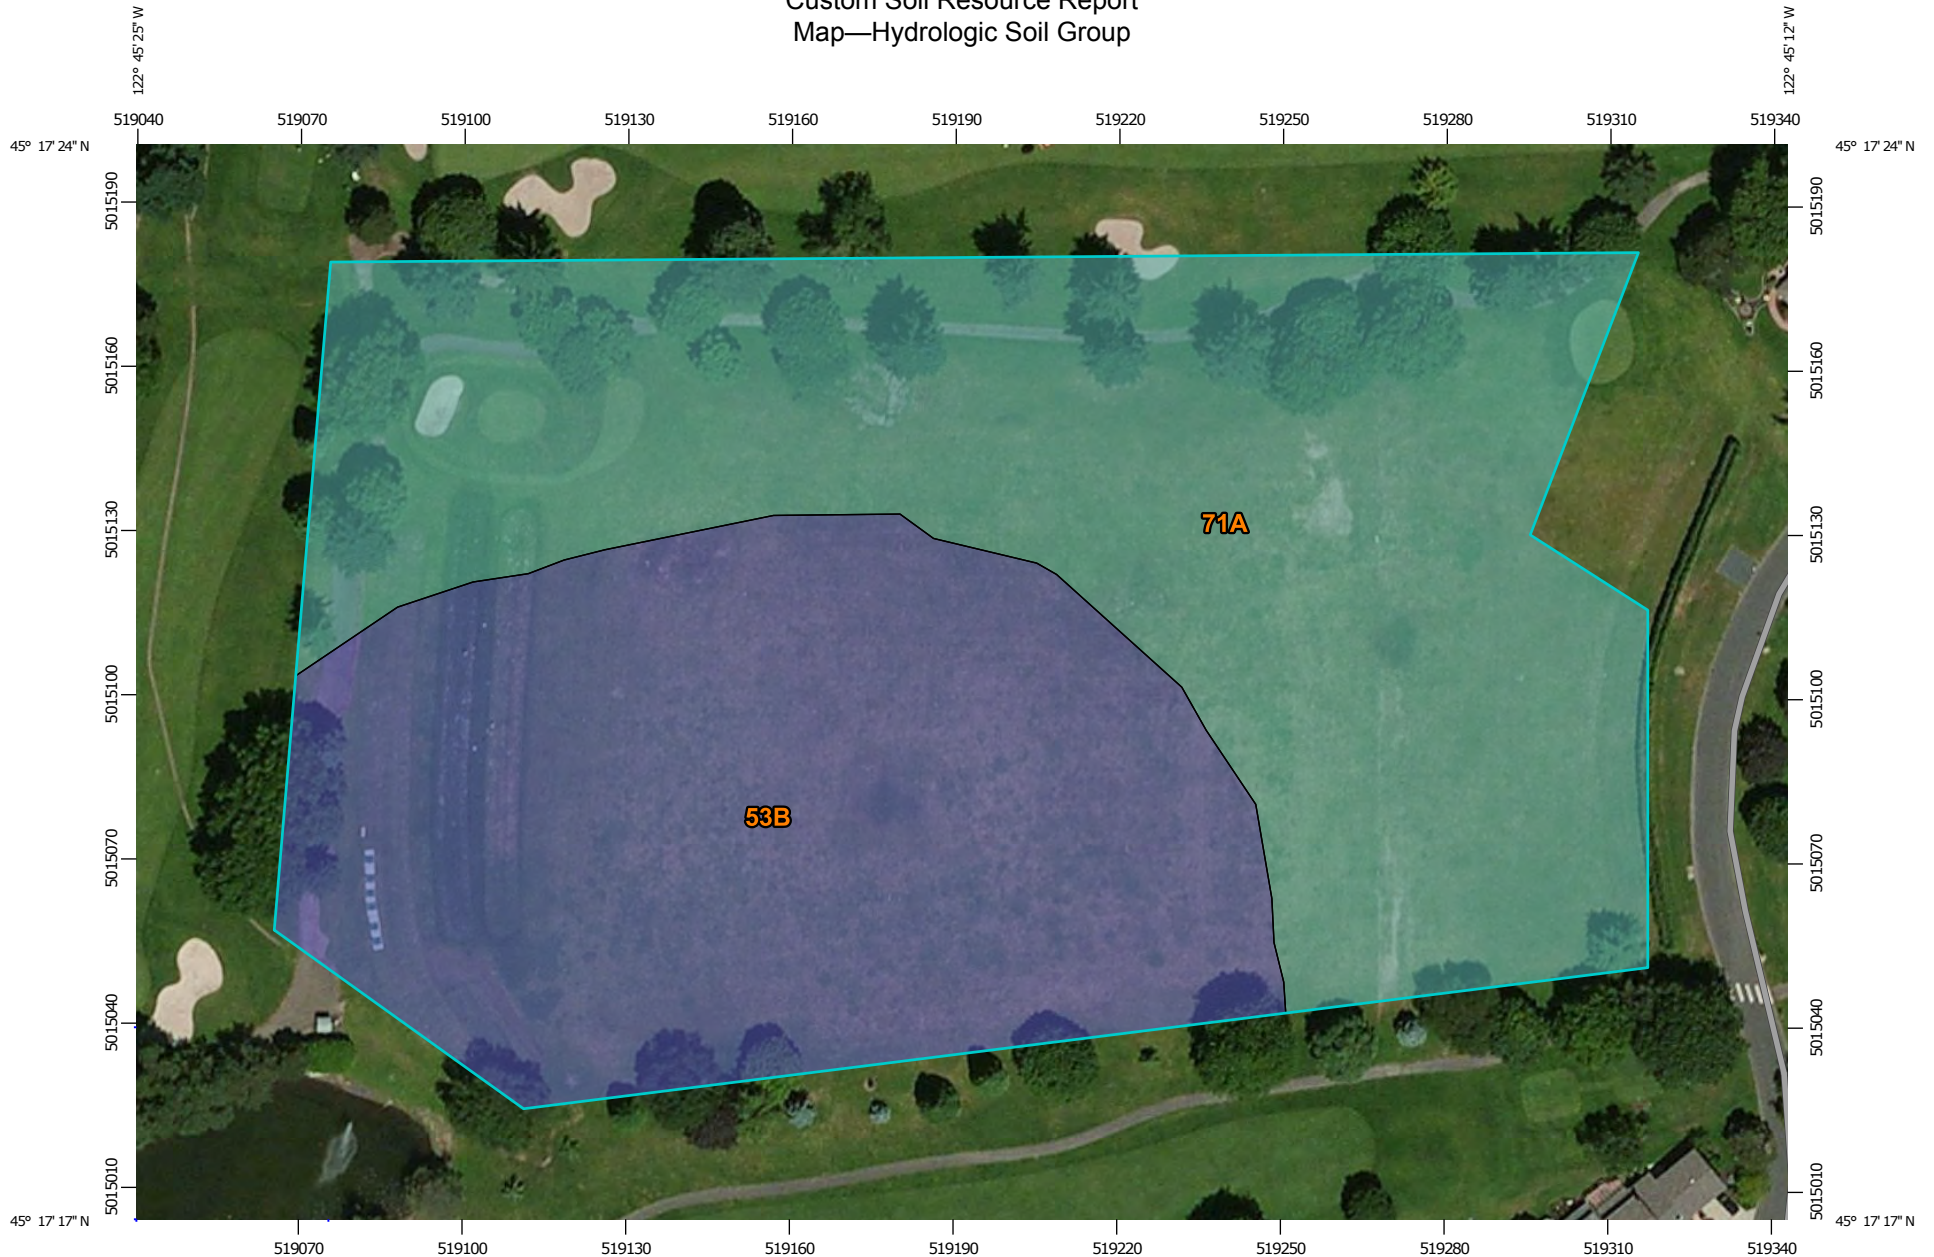 Custom Soil Resource Report
Map—Hydrologic Soil Group
122° 45' 25" W
122° 45' 12" W
519040 519070 519100 519130 519160 519190 519220 519250 519280 519310 519340
45° 17' 24" N
45° 17' 24" N
5015190
5015190
5015160
5015160
5015130
5015130
71A
5015100
5015100
5015070
5015070
53B
5015040
5015040
5015010
5015010
45° 17' 17" N
45° 17' 17" N
519070 519100 519130 519160 519190 519220 519250 519280 519310 519340